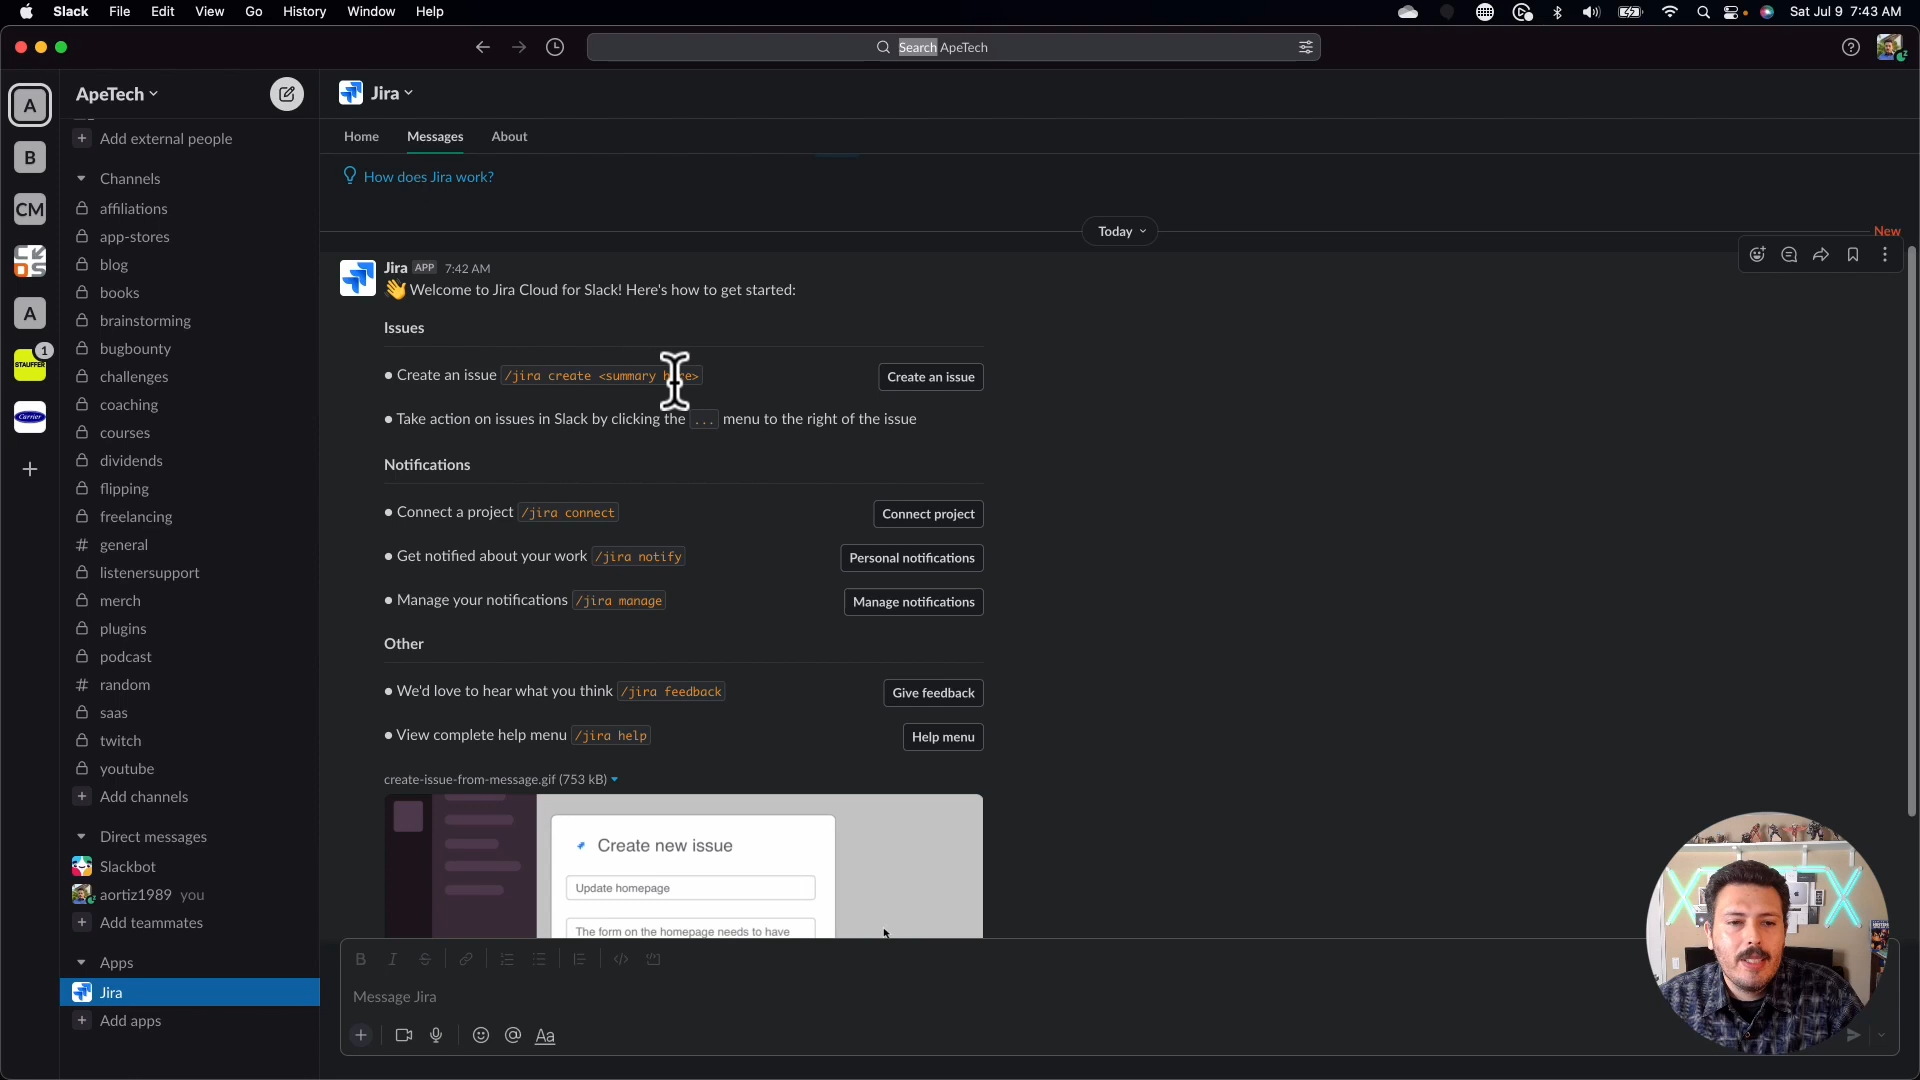 Slack File Edit View Go History Window Help
Sat Jul 9 7:43 AM
Search ApeTech
A
B
CM
A
1
STAUFFER
Carrier
ApeTech
Add external people
Channels
affiliations
app-stores
blog
books
brainstorming
bugbounty
challenges
coaching
courses
dividends
flipping
freelancing
# general
listenersupport
merch
plugins
podcast
# random
saas
twitch
youtube
+ Add channels
Direct messages
Slackbot
aortiz1989 you
+ Add teammates
Apps
Jira
+ Add apps
Jira
Home Messages About
How does Jira work?
Today
New
Jira APP 7:42 AM
👋 Welcome to Jira Cloud for Slack! Here's how to get started:
Issues
• Create an issue /jira create <summary here>
Create an issue
• Take action on issues in Slack by clicking the ... menu to the right of the issue
Notifications
• Connect a project /jira connect
Connect project
• Get notified about your work /jira notify
Personal notifications
• Manage your notifications /jira manage
Manage notifications
Other
• We'd love to hear what you think /jira feedback
Give feedback
• View complete help menu /jira help
Help menu
create-issue-from-message.gif (753 kB)
Create new issue
Update homepage
The form on the homepage needs to have
B I S
Message Jira
Aa